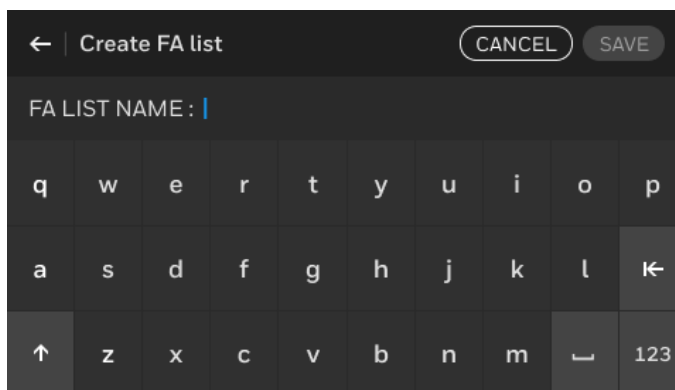 Create FA list CANCEL SAVE
FA LIST NAME :
q w e r t y u i o p
a s d f g h j k l
z x c v b n m 123